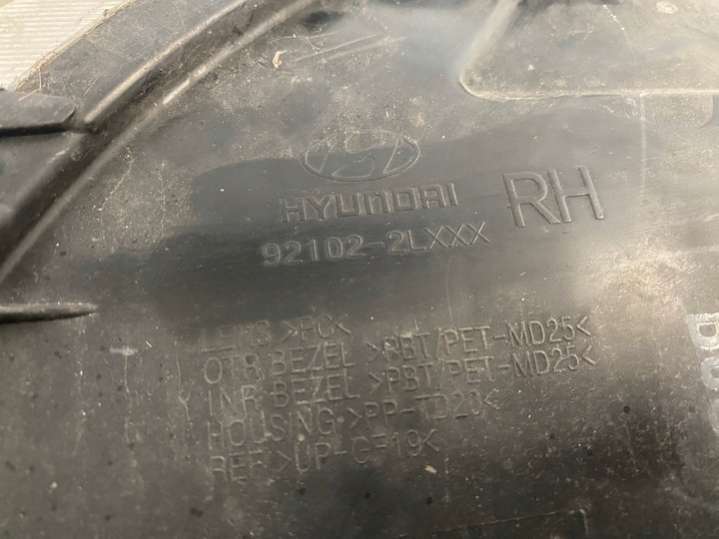 HYUNDAI
RH
92102-2LXXX
LENS >PC<
OTR BEZEL >PBT/PET-MD25<
INR BEZEL >PBT/PET-MD25<
HOUSING >PP-TD20<
REF >UP-GF19<